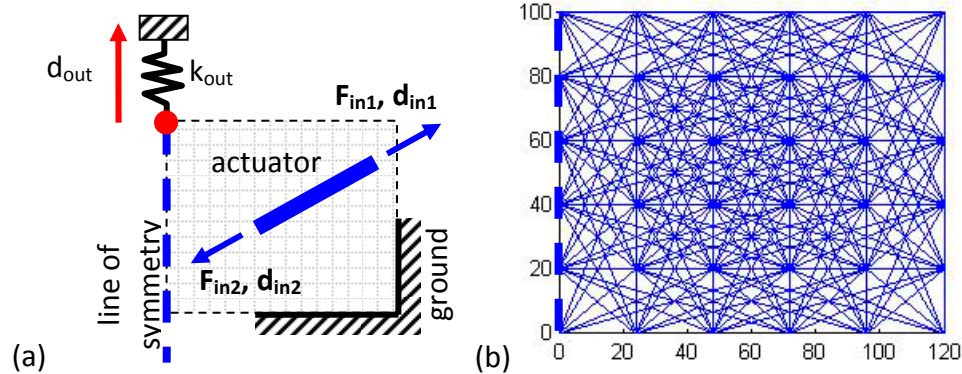 d_out
k_out
F_in1, d_in1
actuator
F_in2, d_in2
line of
symmetry
ground
(a)
100
80
60
40
20
0
0 20 40 60 80 100 120
(b)